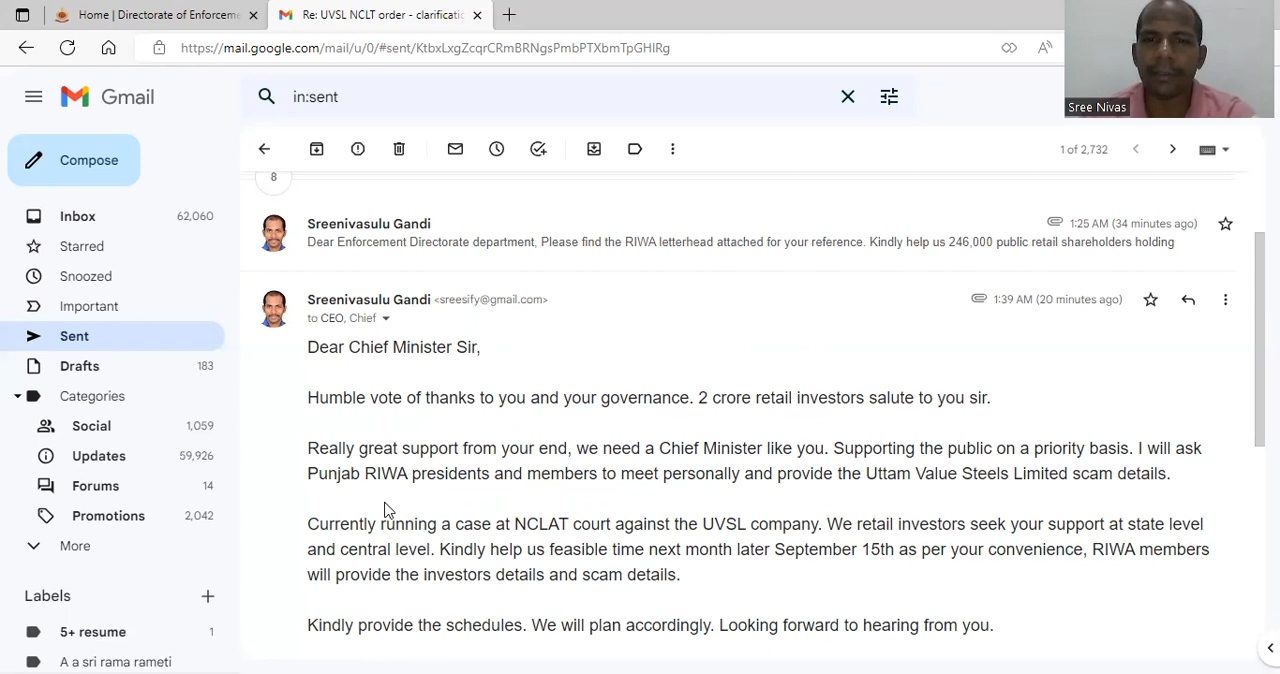 Home | Directorate of Enforceme
Re: UVSL NCLT order - clarificatio
https://mail.google.com/mail/u/0/#sent/KtbxLxgZcqrCRmBRNgsPmbPTXbmTpGHlRg
Sree Nivas
Gmail
in:sent
Compose
1 of 2,732
8
Inbox 62,060
Starred
Snoozed
Important
Sent
Drafts 183
Categories
Social 1,059
Updates 59,926
Forums 14
Promotions 2,042
More
Labels
5+ resume 1
A a sri rama rameti
Sreenivasulu Gandi 1:25 AM (34 minutes ago)
Dear Enforcement Directorate department, Please find the RIWA letterhead attached for your reference. Kindly help us 246,000 public retail shareholders holding
Sreenivasulu Gandi <sreesify@gmail.com> 1:39 AM (20 minutes ago)
to CEO, Chief
Dear Chief Minister Sir,
Humble vote of thanks to you and your governance. 2 crore retail investors salute to you sir.
Really great support from your end, we need a Chief Minister like you. Supporting the public on a priority basis. I will ask
Punjab RIWA presidents and members to meet personally and provide the Uttam Value Steels Limited scam details.
Currently running a case at NCLAT court against the UVSL company. We retail investors seek your support at state level
and central level. Kindly help us feasible time next month later September 15th as per your convenience, RIWA members
will provide the investors details and scam details.
Kindly provide the schedules. We will plan accordingly. Looking forward to hearing from you.